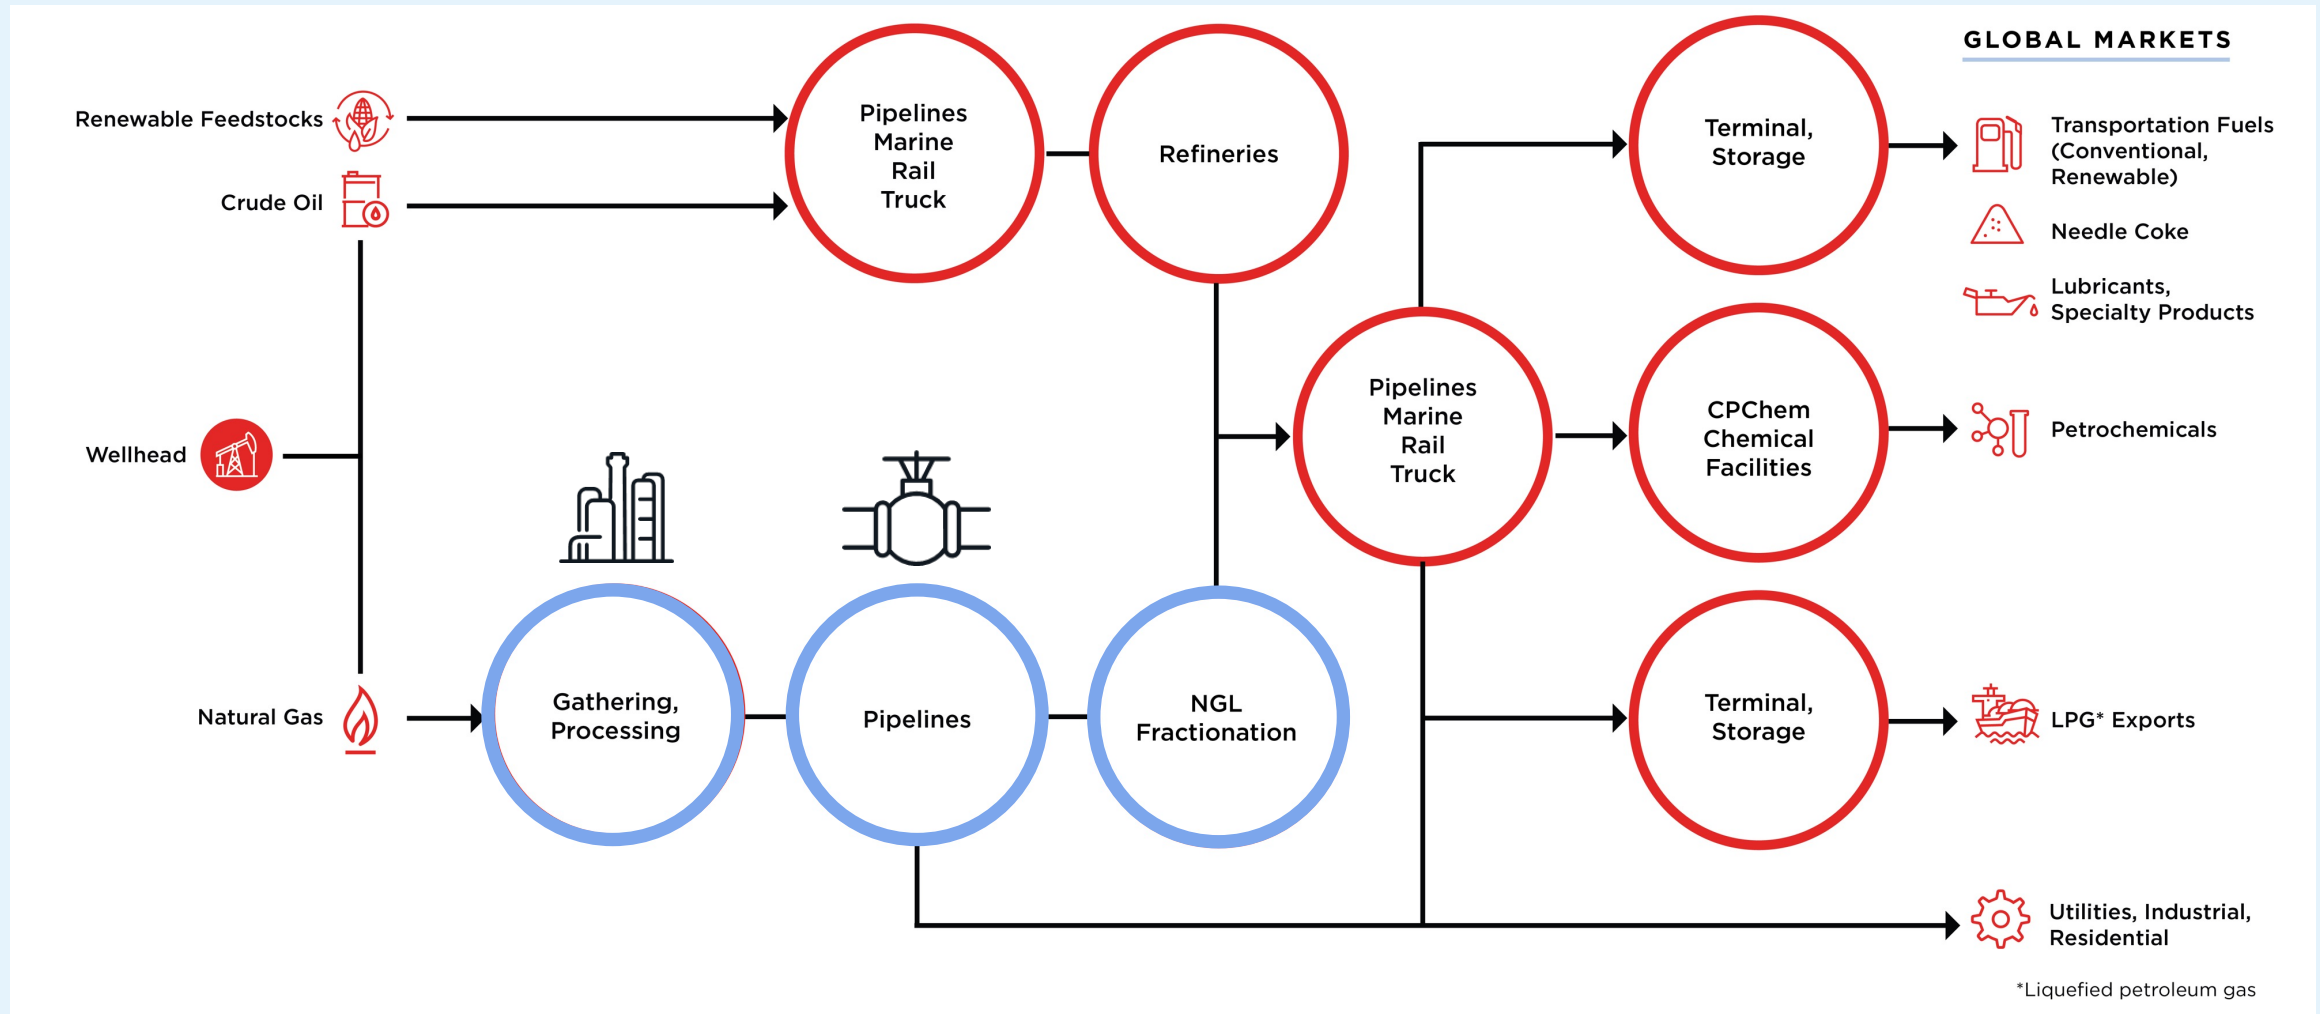 GLOBAL MARKETS
Renewable Feedstocks
Crude Oil
Wellhead
Natural Gas
Pipelines
Marine
Rail
Truck
Refineries
Gathering,
Processing
Pipelines
NGL
Fractionation
Pipelines
Marine
Rail
Truck
Terminal,
Storage
CPChem
Chemical
Facilities
Terminal,
Storage
Transportation Fuels
(Conventional,
Renewable)
Needle Coke
Lubricants,
Specialty Products
Petrochemicals
LPG* Exports
Utilities, Industrial,
Residential
*Liquefied petroleum gas